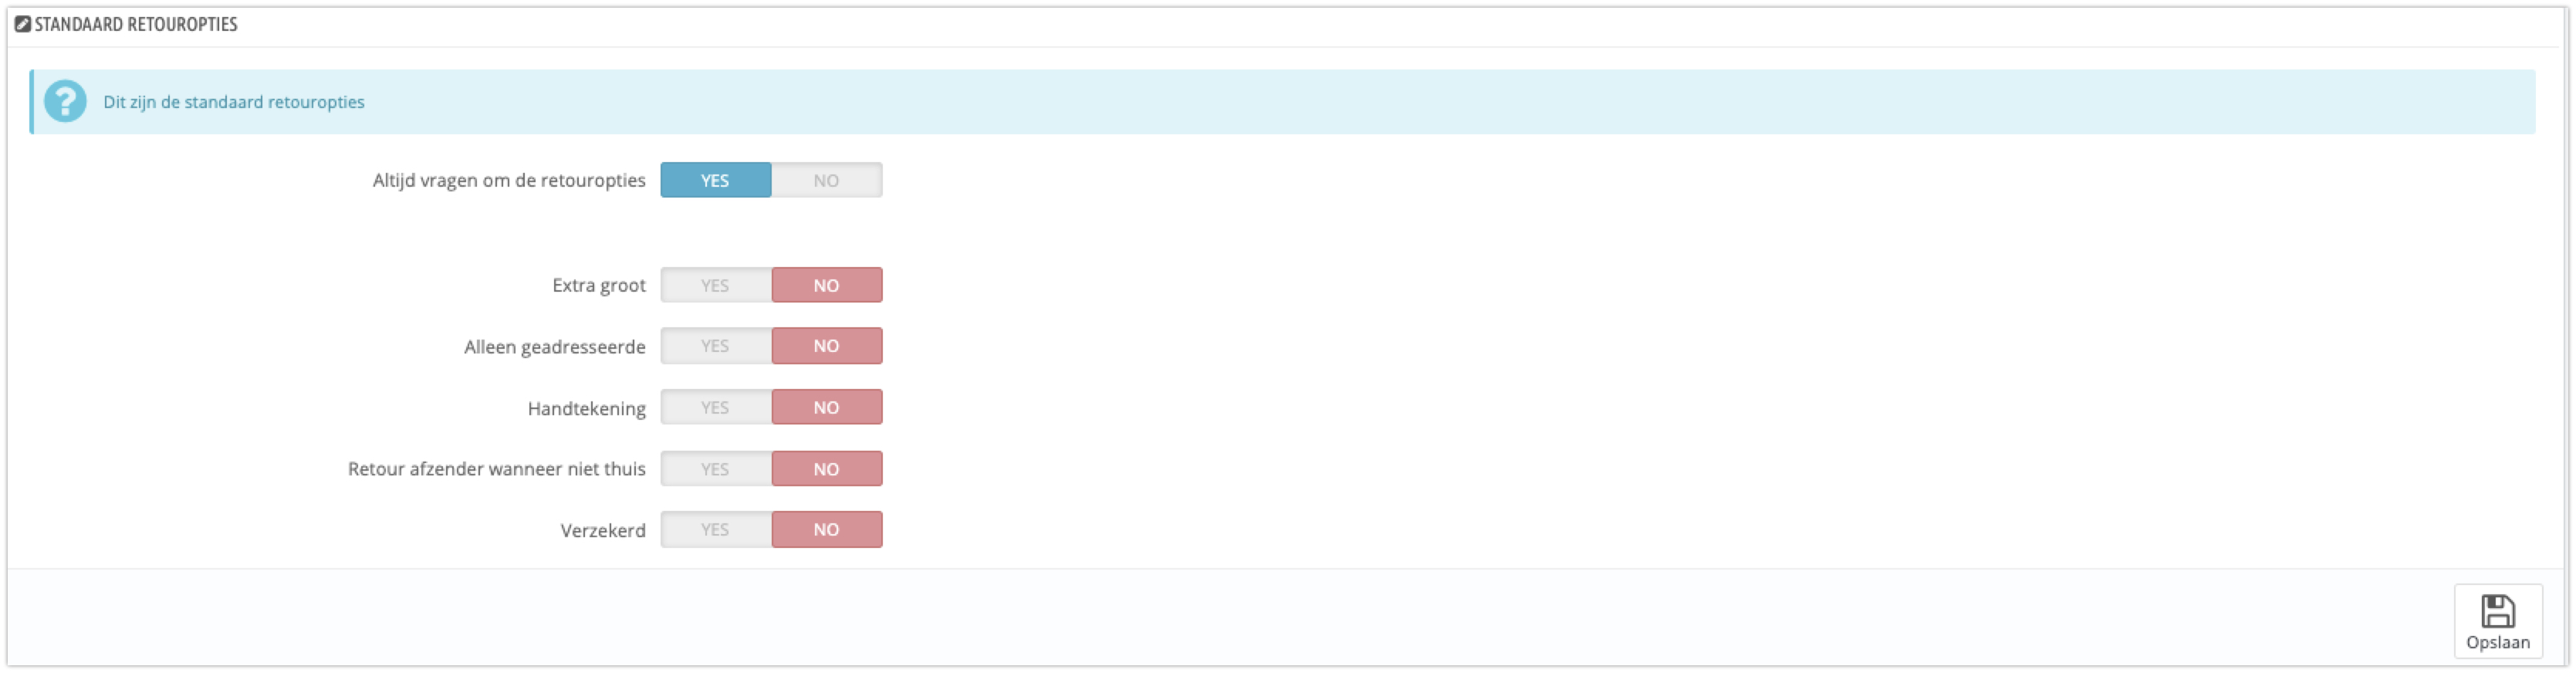 STANDAARD RETOUROPTIES
Dit zijn de standaard retouropties
Altijd vragen om de retouropties YES NO
Extra groot YES NO
Alleen geadresseerde YES NO
Handtekening YES NO
Retour afzender wanneer niet thuis YES NO
Verzekerd YES NO
Opslaan